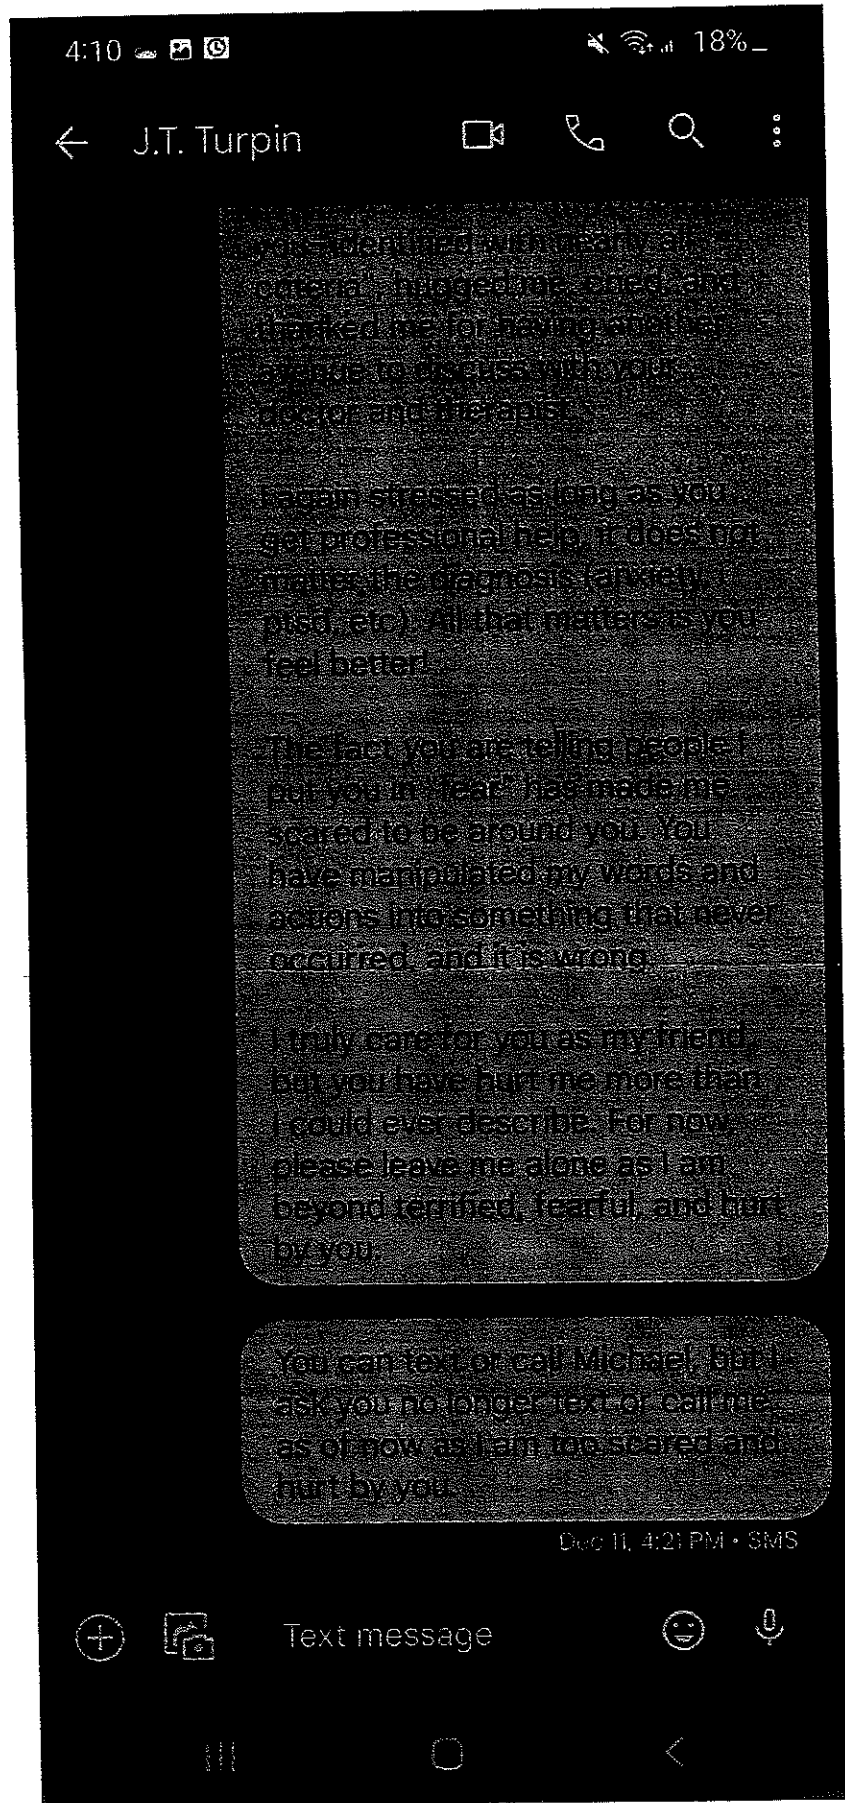 4:10 18%
J.T. Turpin
you "identified with nearly all
criteria", hugged me, cried, and
thanked me for having another
avenue to discuss with your
doctor and therapist.
I again stressed as long as you
get professional help, it does not
matter the diagnosis (anxiety,
ptsd, etc). All that matters is you
feel better!
The fact you are telling people I
put you in "fear" has made me
scared to be around you. You
have manipulated my words and
actions into something that never
occurred, and it is wrong.
I truly care for you as my friend,
but you have hurt me more than
I could ever describe. For now,
please leave me alone as I am
beyond terrified, fearful, and hurt
by you.
You can text or call Michael, but I
ask you no longer text or call me
as of now as I am too scared and
hurt by you.
Dec 11, 4:21 PM • SMS
Text message